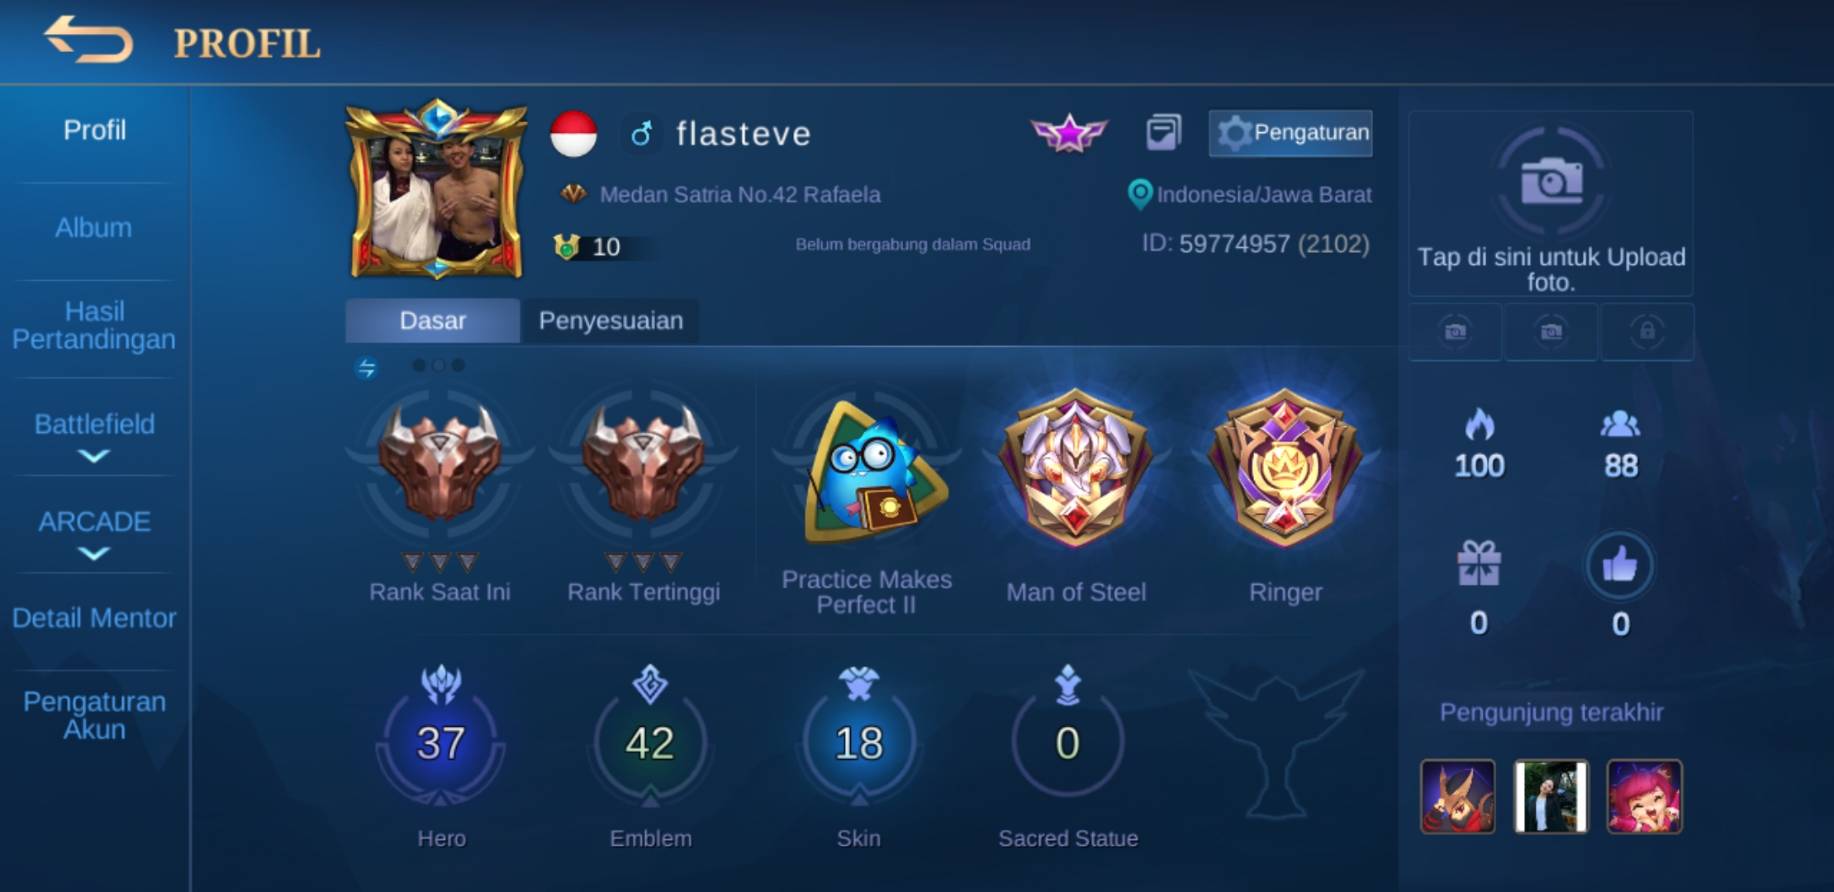 PROFIL
Profil
Album
Hasil
Pertandingan
Battlefield
ARCADE
Detail Mentor
Pengaturan
Akun
flasteve
Pengaturan
Medan Satria No.42 Rafaela
Indonesia/Jawa Barat
10
Belum bergabung dalam Squad
ID: 59774957 (2102)
Dasar
Penyesuaian
Rank Saat Ini
Rank Tertinggi
Practice Makes
Perfect II
Man of Steel
Ringer
37
42
18
0
Hero
Emblem
Skin
Sacred Statue
Tap di sini untuk Upload
foto.
100
88
0
0
Pengunjung terakhir